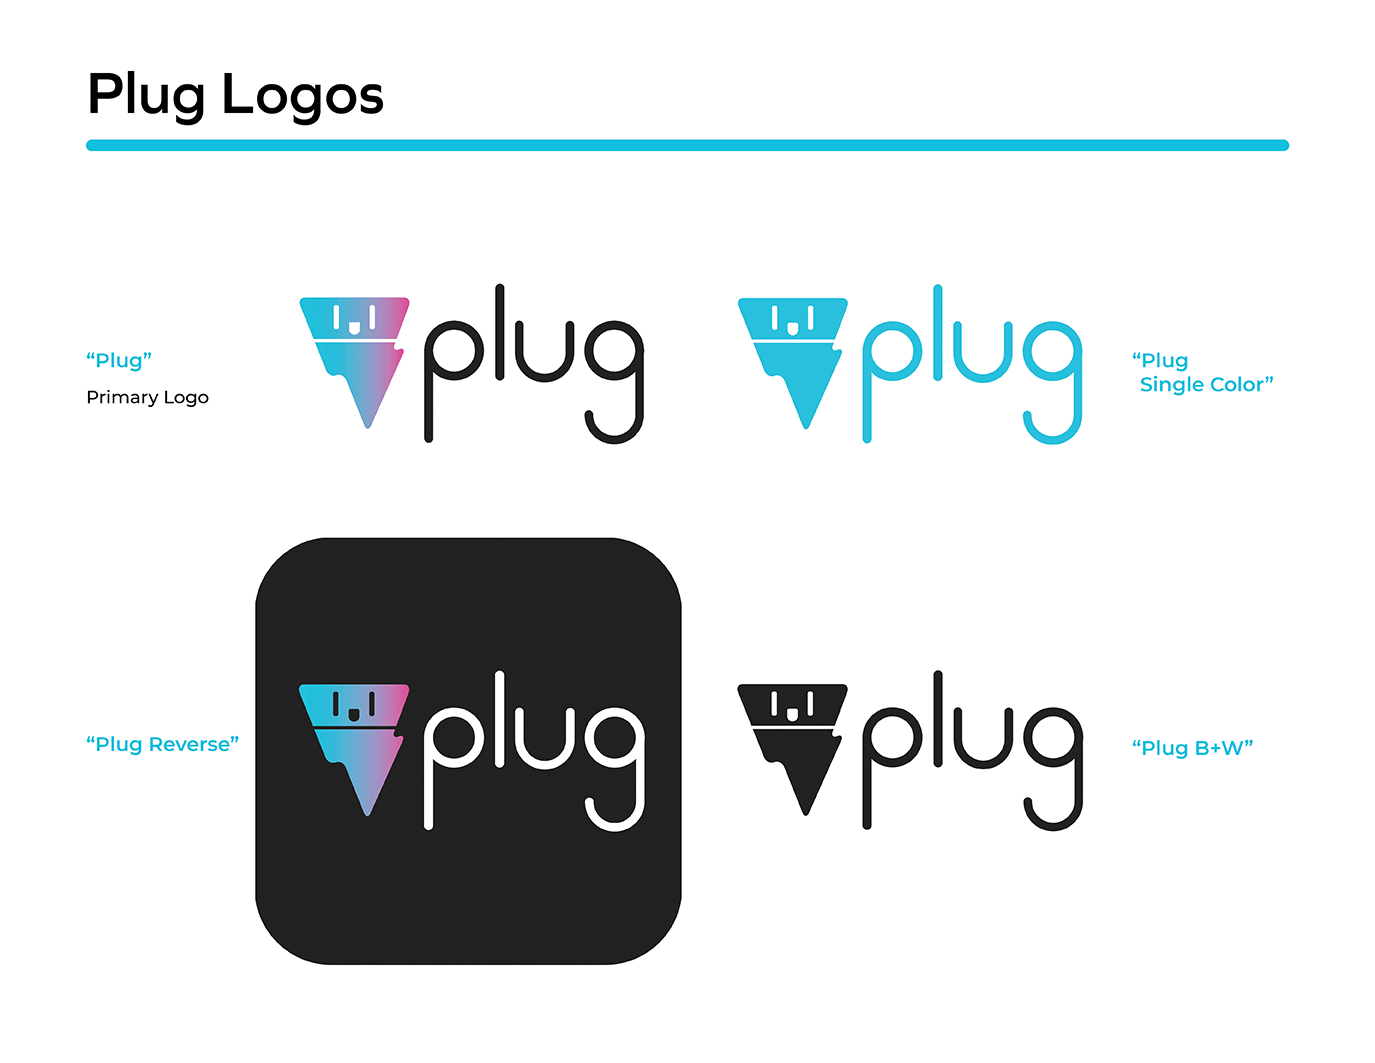 Plug Logos
“Plug”
Primary Logo
plug
plug
“Plug
Single Color”
“Plug Reverse”
plug
plug
“Plug B+W”